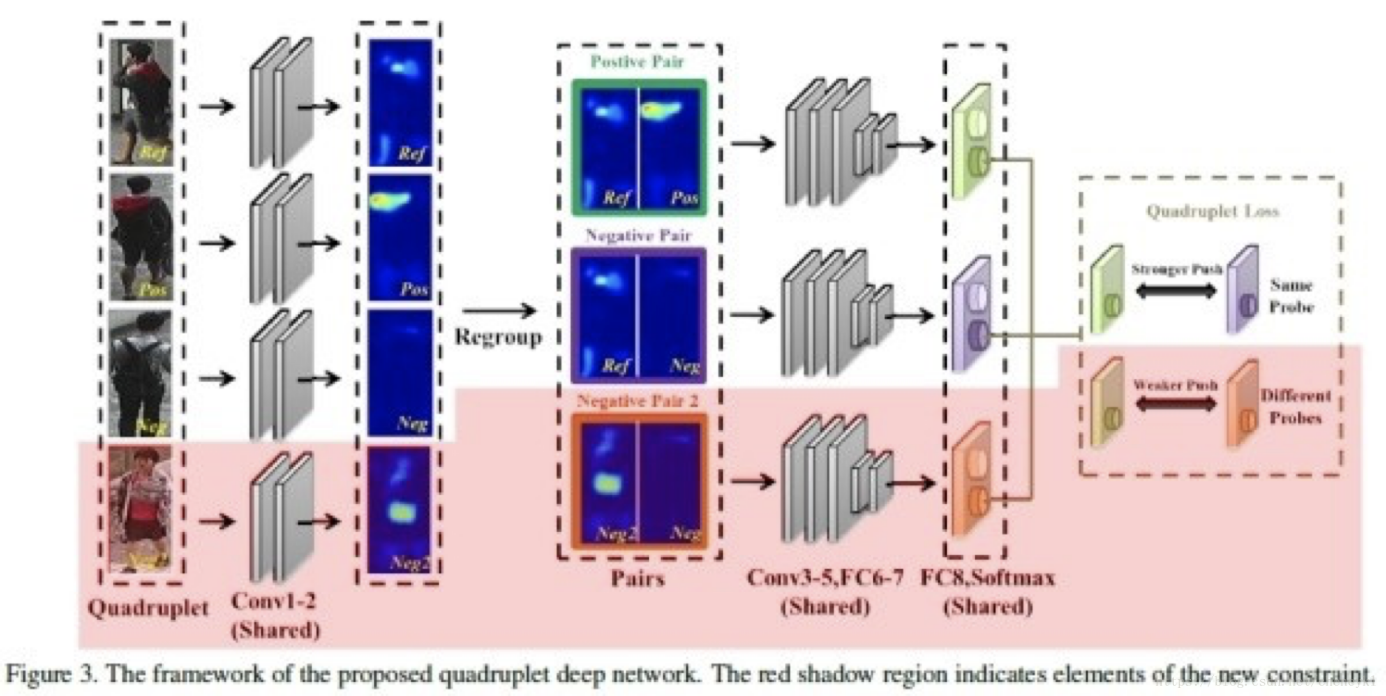 Ref
Ref
Pos
Pos
Neg
Neg
Neg2
Quadruplet
Conv1-2
(Shared)
Regroup
Postive Pair
Ref
Pos
Negative Pair
Ref
Neg
Negative Pair 2
Neg2
Neg
Pairs
Conv3-5,FC6-7
(Shared)
FC8,Softmax
(Shared)
Quadruplet Loss
Stronger Push
Same
Probe
Weaker Push
Different
Probes
Figure 3. The framework of the proposed quadruplet deep network. The red shadow region indicates elements of the new constraint.